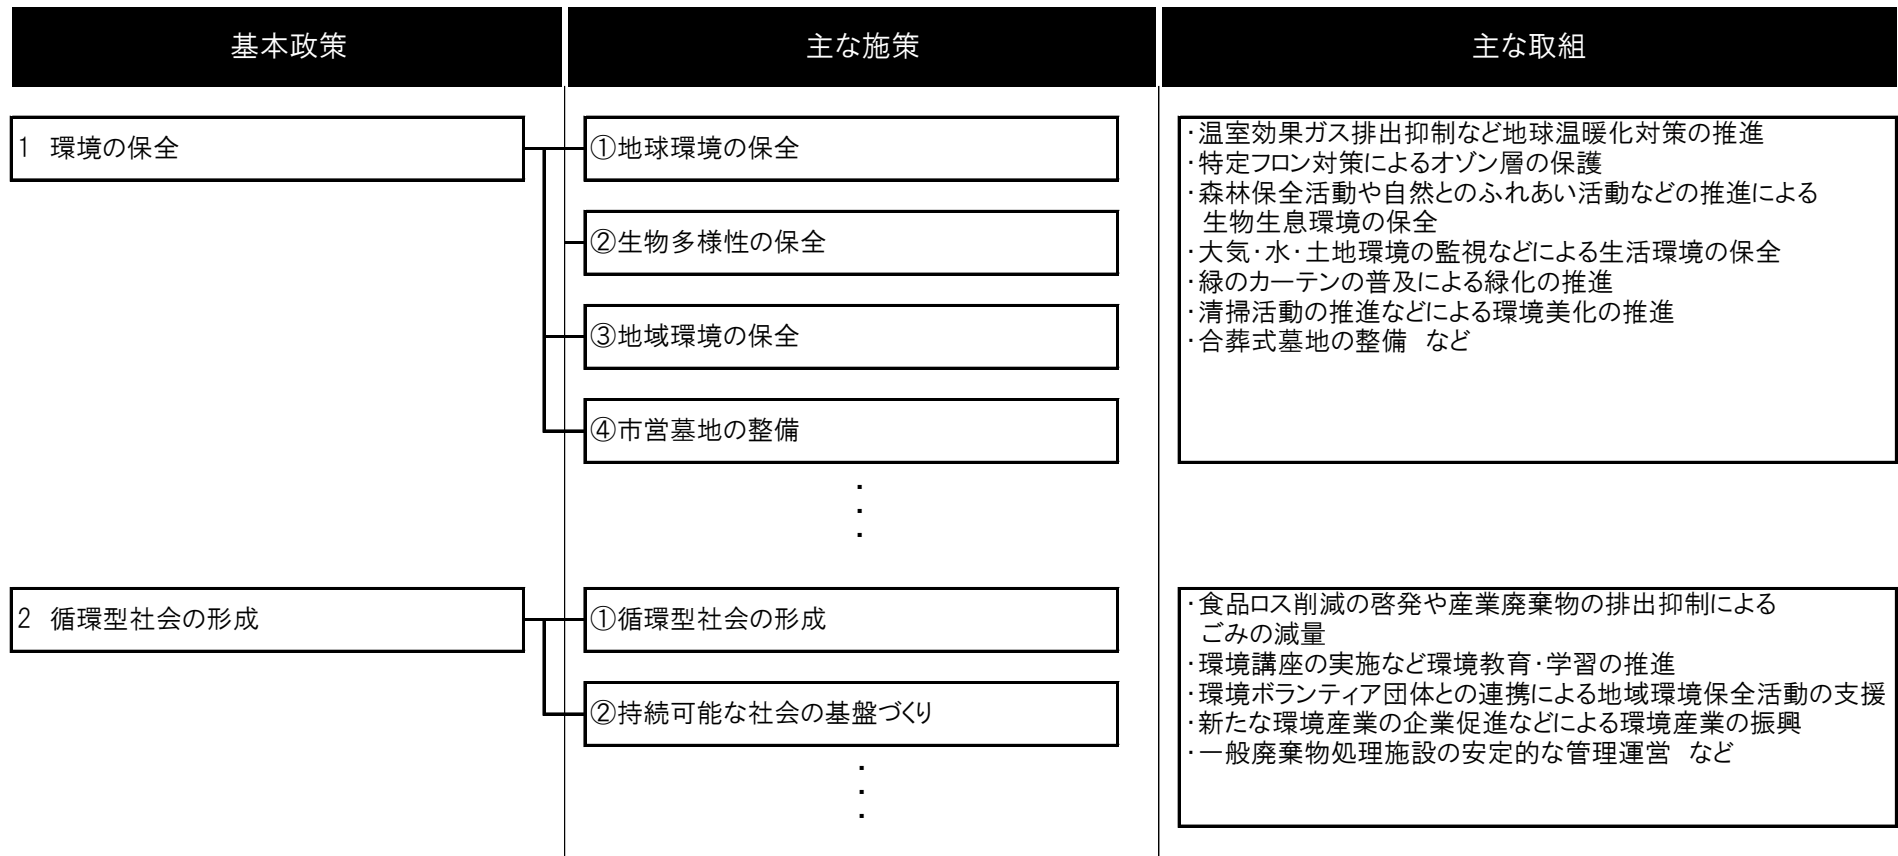 基本政策
主な施策
主な取組
1 環境の保全
①地球環境の保全
②生物多様性の保全
③地域環境の保全
④市営墓地の整備
・
・
・
・温室効果ガス排出抑制など地球温暖化対策の推進
・特定フロン対策によるオゾン層の保護
・森林保全活動や自然とのふれあい活動などの推進による
生物生息環境の保全
・大気・水・土地環境の監視などによる生活環境の保全
・緑のカーテンの普及による緑化の推進
・清掃活動の推進などによる環境美化の推進
・合葬式墓地の整備 など
2 循環型社会の形成
①循環型社会の形成
②持続可能な社会の基盤づくり
・
・
・
・食品ロス削減の啓発や産業廃棄物の排出抑制による
ごみの減量
・環境講座の実施など環境教育・学習の推進
・環境ボランティア団体との連携による地域環境保全活動の支援
・新たな環境産業の企業促進などによる環境産業の振興
・一般廃棄物処理施設の安定的な管理運営 など